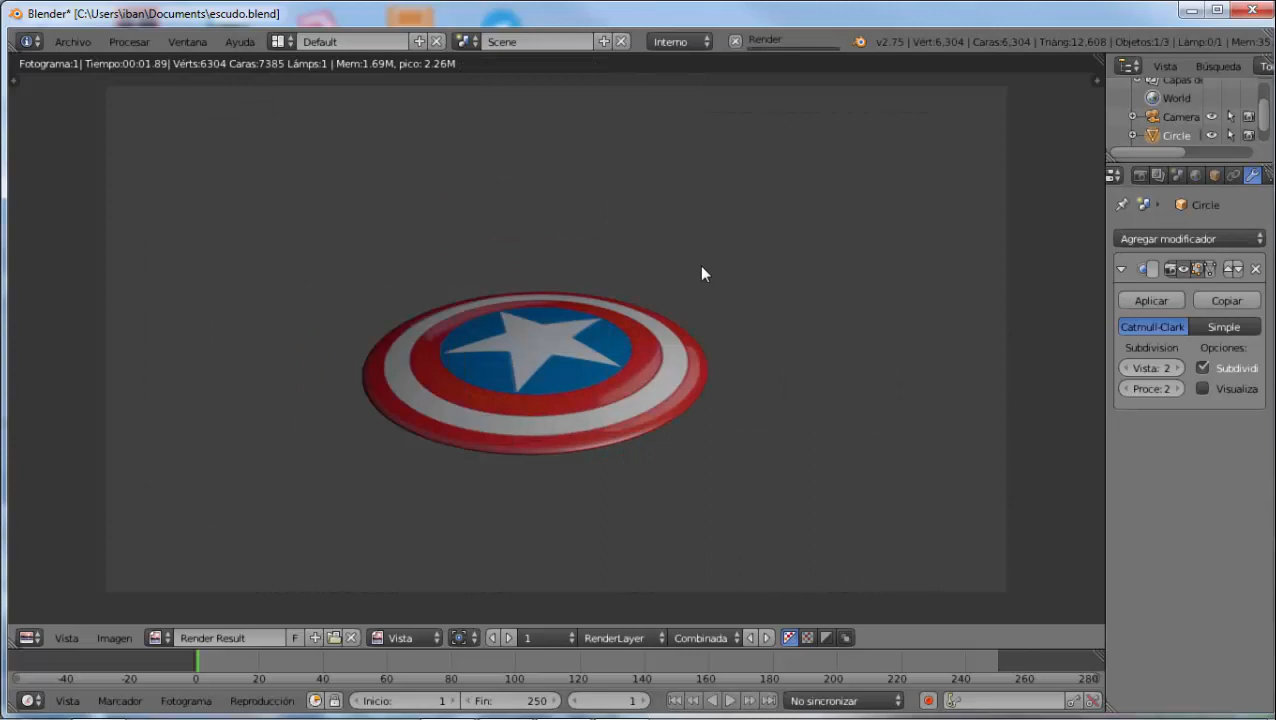 Blender* [C:\Users\iban\Documents\escudo.blend]
Archivo Procesar Ventana Ayuda Default Scene Interno Render v2.75 | Vérts:6,304 | Caras:6,304 | Triàng:12,608 | Objetos:1/3 | Lámp:0/1 | Mem:35
Fotograma:1| Tiempo:00:01.89| Vérts:6304 Caras:7385 Lámps:1 | Mem:1.69M, pico: 2.26M
Vista Búsqueda To
Capas de
World
Camera
Circle
Circle
Agregar modificador
Aplicar Copiar
Catmull-Clark Simple
Subdivision Opciones:
Vista: 2 Subdividi
Proce: 2 Visualiza
Vista Imagen Render Result F Vista 1 RenderLayer Combinada
-40 -20 0 20 40 60 80 100 120 140 160 180 200 220 240 260 280
Vista Marcador Fotograma Reproducción Inicio: 1 Fin: 250 1 No sincronizar